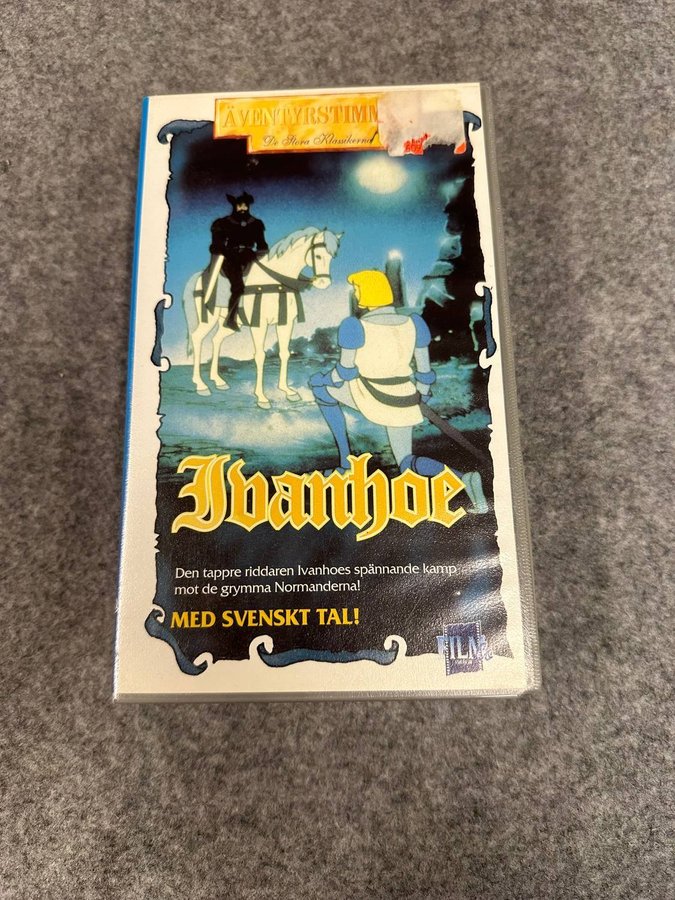 ÄVENTYRSTIMM
De Stora Klassikerna
Ivanhoe
Den tappre riddaren Ivanhoes spännande kamp
mot de grymma Normanderna!
MED SVENSKT TAL!
FILM